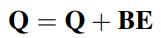 Q = Q + BE